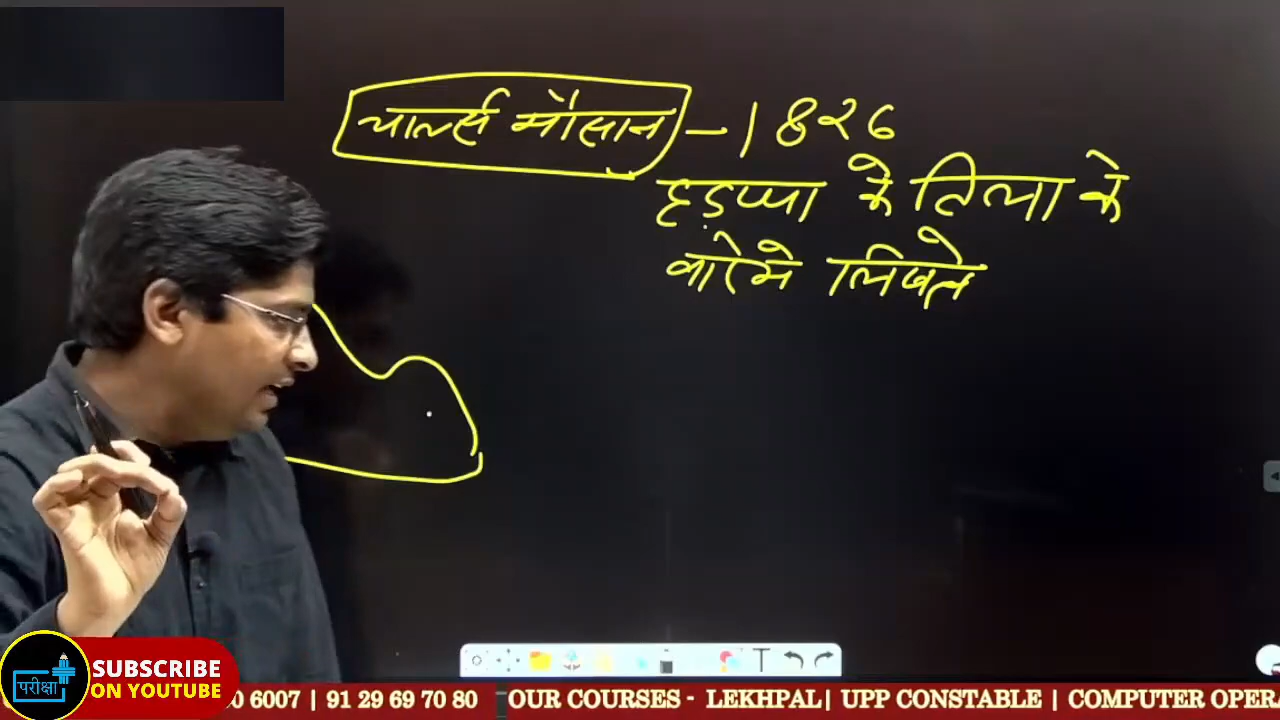 चार्ल्स मौसान - 1826
हड़प्पा के तिला के
बारेमे लिखते
T
परीक्षा
SUBSCRIBE
ON YOUTUBE
0 6007 | 91 29 69 70 80 OUR COURSES - LEKHPAL | UPP CONSTABLE | COMPUTER OPER